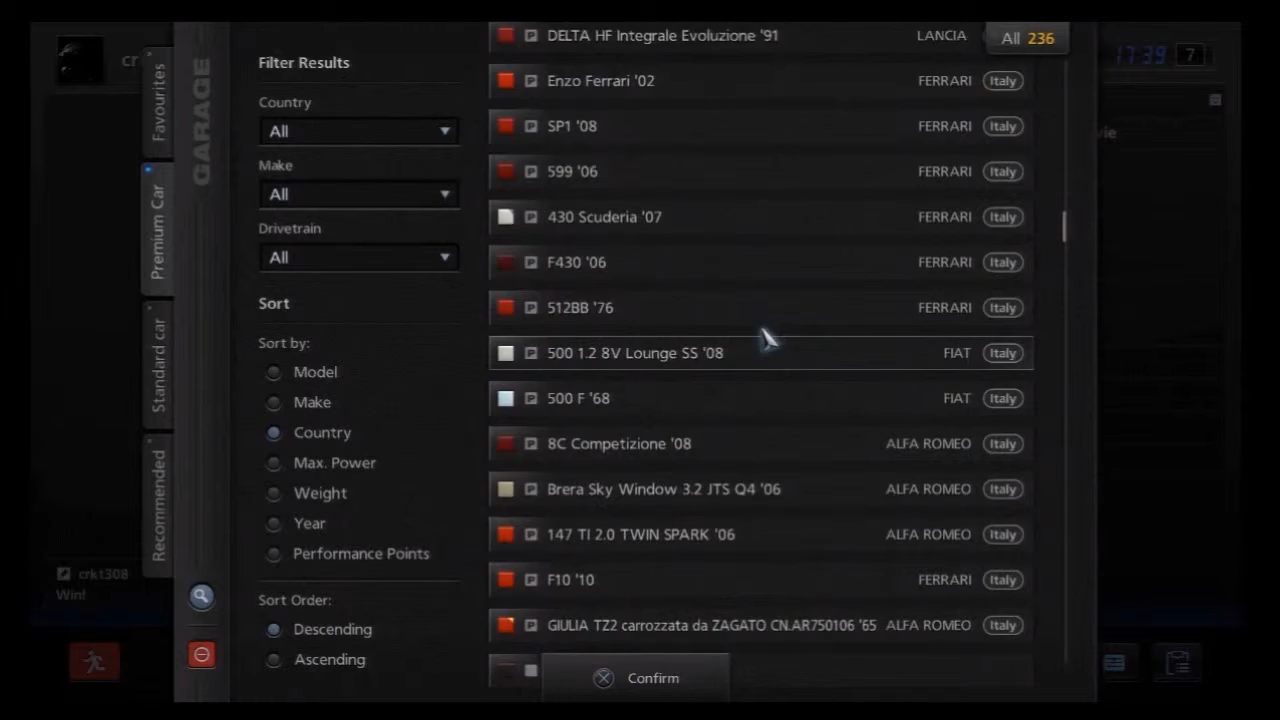 cr
Favourites
Premium Car
Standard car
Recommended
GARAGE
Filter Results
Country
All
Make
All
Drivetrain
All
Sort
Sort by:
Model
Make
Country
Max. Power
Weight
Year
Performance Points
Sort Order:
Descending
Ascending
All 236
DELTA HF Integrale Evoluzione '91 LANCIA
Enzo Ferrari '02 FERRARI Italy
SP1 '08 FERRARI Italy
599 '06 FERRARI Italy
430 Scuderia '07 FERRARI Italy
F430 '06 FERRARI Italy
512BB '76 FERRARI Italy
500 1.2 8V Lounge SS '08 FIAT Italy
500 F '68 FIAT Italy
8C Competizione '08 ALFA ROMEO Italy
Brera Sky Window 3.2 JTS Q4 '06 ALFA ROMEO Italy
147 TI 2.0 TWIN SPARK '06 ALFA ROMEO Italy
F10 '10 FERRARI Italy
GIULIA TZ2 carrozzata da ZAGATO CN.AR750106 '65 ALFA ROMEO Italy
Confirm
17:39 7
vie
crkt308
Win!